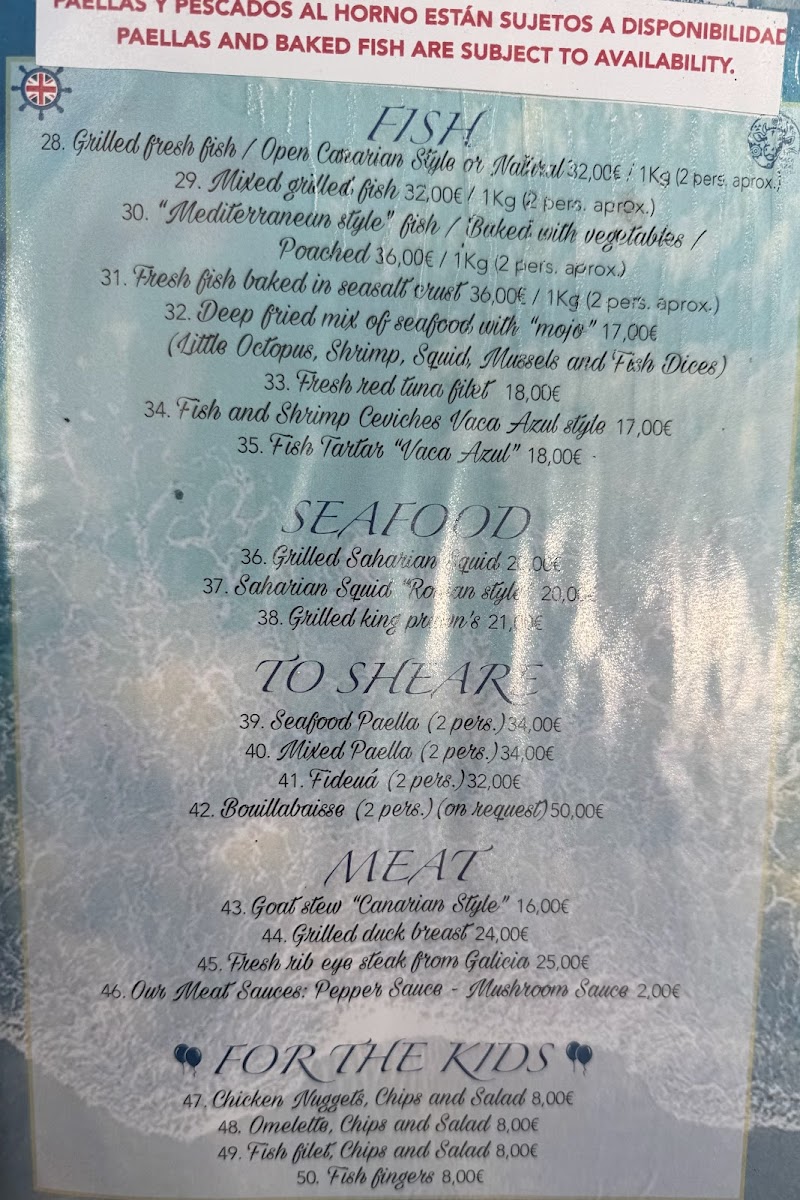 PAELLAS Y PESCADOS AL HORNO ESTÁN SUJETOS A DISPONIBILIDAD
PAELLAS AND BAKED FISH ARE SUBJECT TO AVAILABILITY.
FISH
28. Grilled fresh fish / Open Canarian Style or Natural 32,00€ / 1Kg (2 pers. aprox.)
29. Mixed grilled fish 32,00€ / 1Kg (2 pers. aprox.)
30. "Mediterranean style" fish / Baked with vegetables /
Poached 36,00€ / 1Kg (2 pers. aprox.)
31. Fresh fish baked in seasalt crust 36,00€ / 1Kg (2 pers. aprox.)
32. Deep fried mix of seafood with "mojo" 17,00€
(Little Octopus, Shrimp, Squid, Mussels and Fish Dices)
33. Fresh red tuna filet 18,00€
34. Fish and Shrimp Ceviches Vaca Azul style 17,00€
35. Fish Tartar "Vaca Azul" 18,00€
SEAFOOD
36. Grilled Saharian Squid 20,00€
37. Saharian Squid "Roman style" 20,00€
38. Grilled king prawn's 21,00€
TO SHEARE
39. Seafood Paella (2 pers.) 34,00€
40. Mixed Paella (2 pers.) 34,00€
41. Fideuá (2 pers.) 32,00€
42. Bouillabaisse (2 pers.) (on request) 50,00€
MEAT
43. Goat stew "Canarian Style" 16,00€
44. Grilled duck breast 24,00€
45. Fresh rib eye steak from Galicia 25,00€
46. Our Meat Sauces: Pepper Sauce - Mushroom Sauce 2,00€
FOR THE KIDS
47. Chicken Nuggets, Chips and Salad 8,00€
48. Omelette, Chips and Salad 8,00€
49. Fish filet, Chips and Salad 8,00€
50. Fish fingers 8,00€